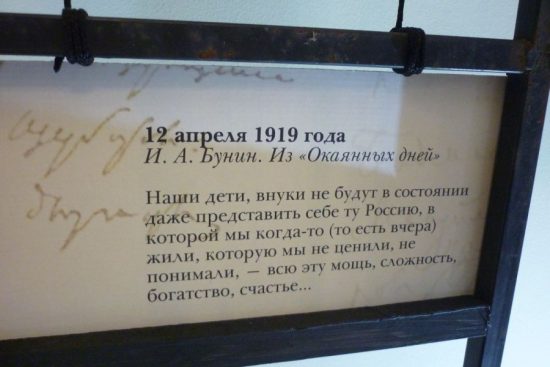 12 апреля 1919 года
И. А. Бунин. Из «Окаянных дней»
Наши дети, внуки не будут в состоянии
даже представить себе ту Россию, в
которой мы когда-то (то есть вчера)
жили, которую мы не ценили, не
понимали, — всю эту мощь, сложность,
богатство, счастье...